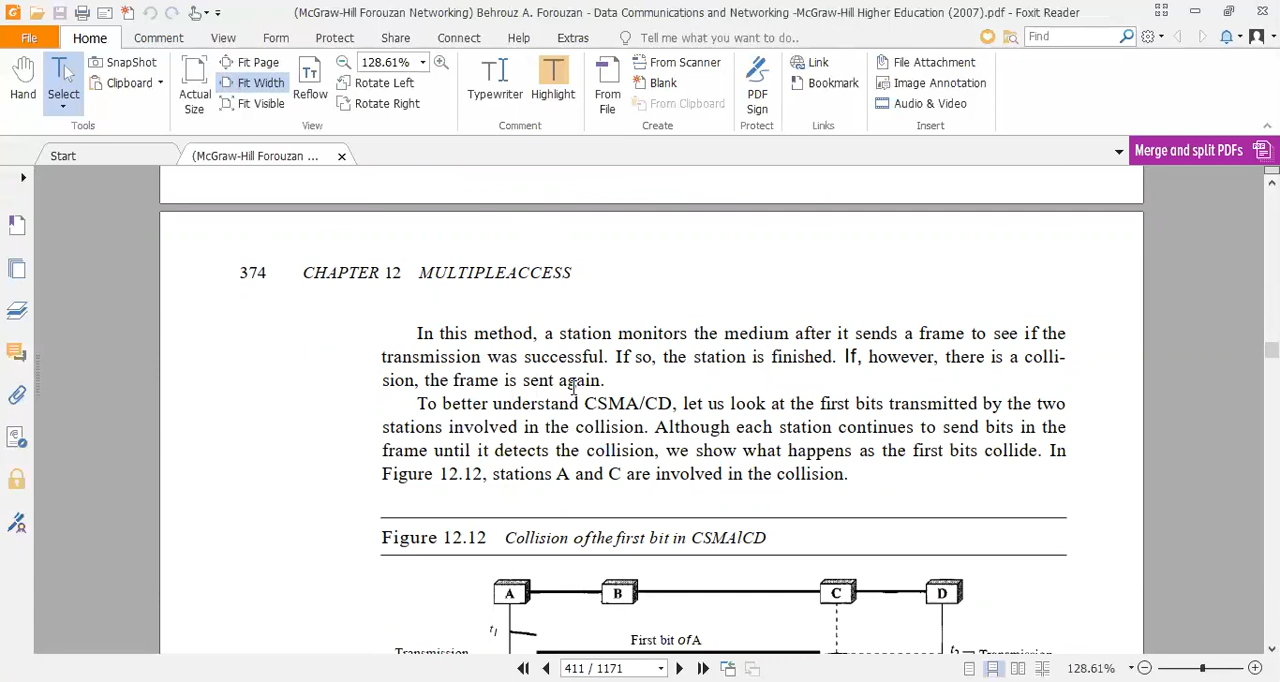 (McGraw-Hill Forouzan Networking) Behrouz A. Forouzan - Data Communications and Networking -McGraw-Hill Higher Education (2007).pdf - Foxit Reader
File Home Comment View Form Protect Share Connect Help Extras Tell me what you want to do.. Find
Hand
Select
SnapShot
Clipboard
Tools
Actual
Size
Fit Page
Fit Width
Fit Visible
Reflow
128.61%
Rotate Left
Rotate Right
View
Typewriter
Highlight
Comment
From
File
From Scanner
Blank
From Clipboard
Create
PDF
Sign
Protect
Link
Bookmark
Links
File Attachment
Image Annotation
Audio & Video
Insert
Start
(McGraw-Hill Forouzan ...
Merge and split PDFs
374 CHAPTER 12 MULTIPLEACCESS
In this method, a station monitors the medium after it sends a frame to see if the
transmission was successful. If so, the station is finished. If, however, there is a colli-
sion, the frame is sent again.
To better understand CSMA/CD, let us look at the first bits transmitted by the two
stations involved in the collision. Although each station continues to send bits in the
frame until it detects the collision, we show what happens as the first bits collide. In
Figure 12.12, stations A and C are involved in the collision.
Figure 12.12 Collision ofthe first bit in CSMAlCD
A B C D
t1
First bit ofA
Transmission
Transmission
411 / 1171
128.61%